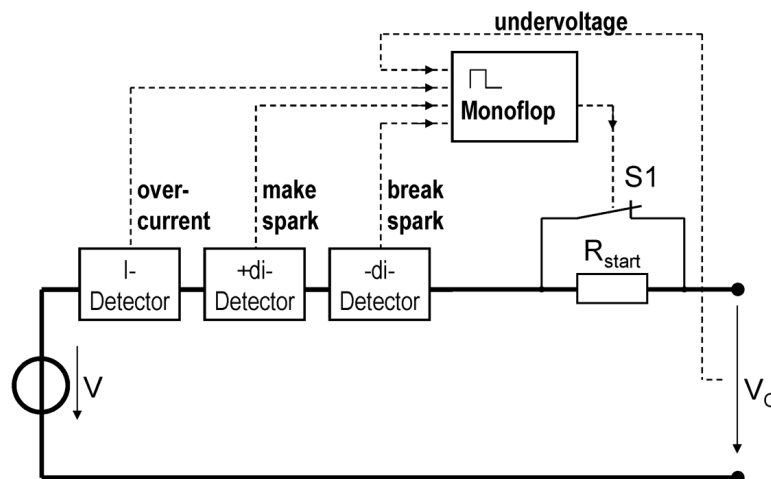 undervoltage
Monoflop
over-
current
make
spark
break
spark
S1
I-
Detector
+di-
Detector
-di-
Detector
Rstart
V